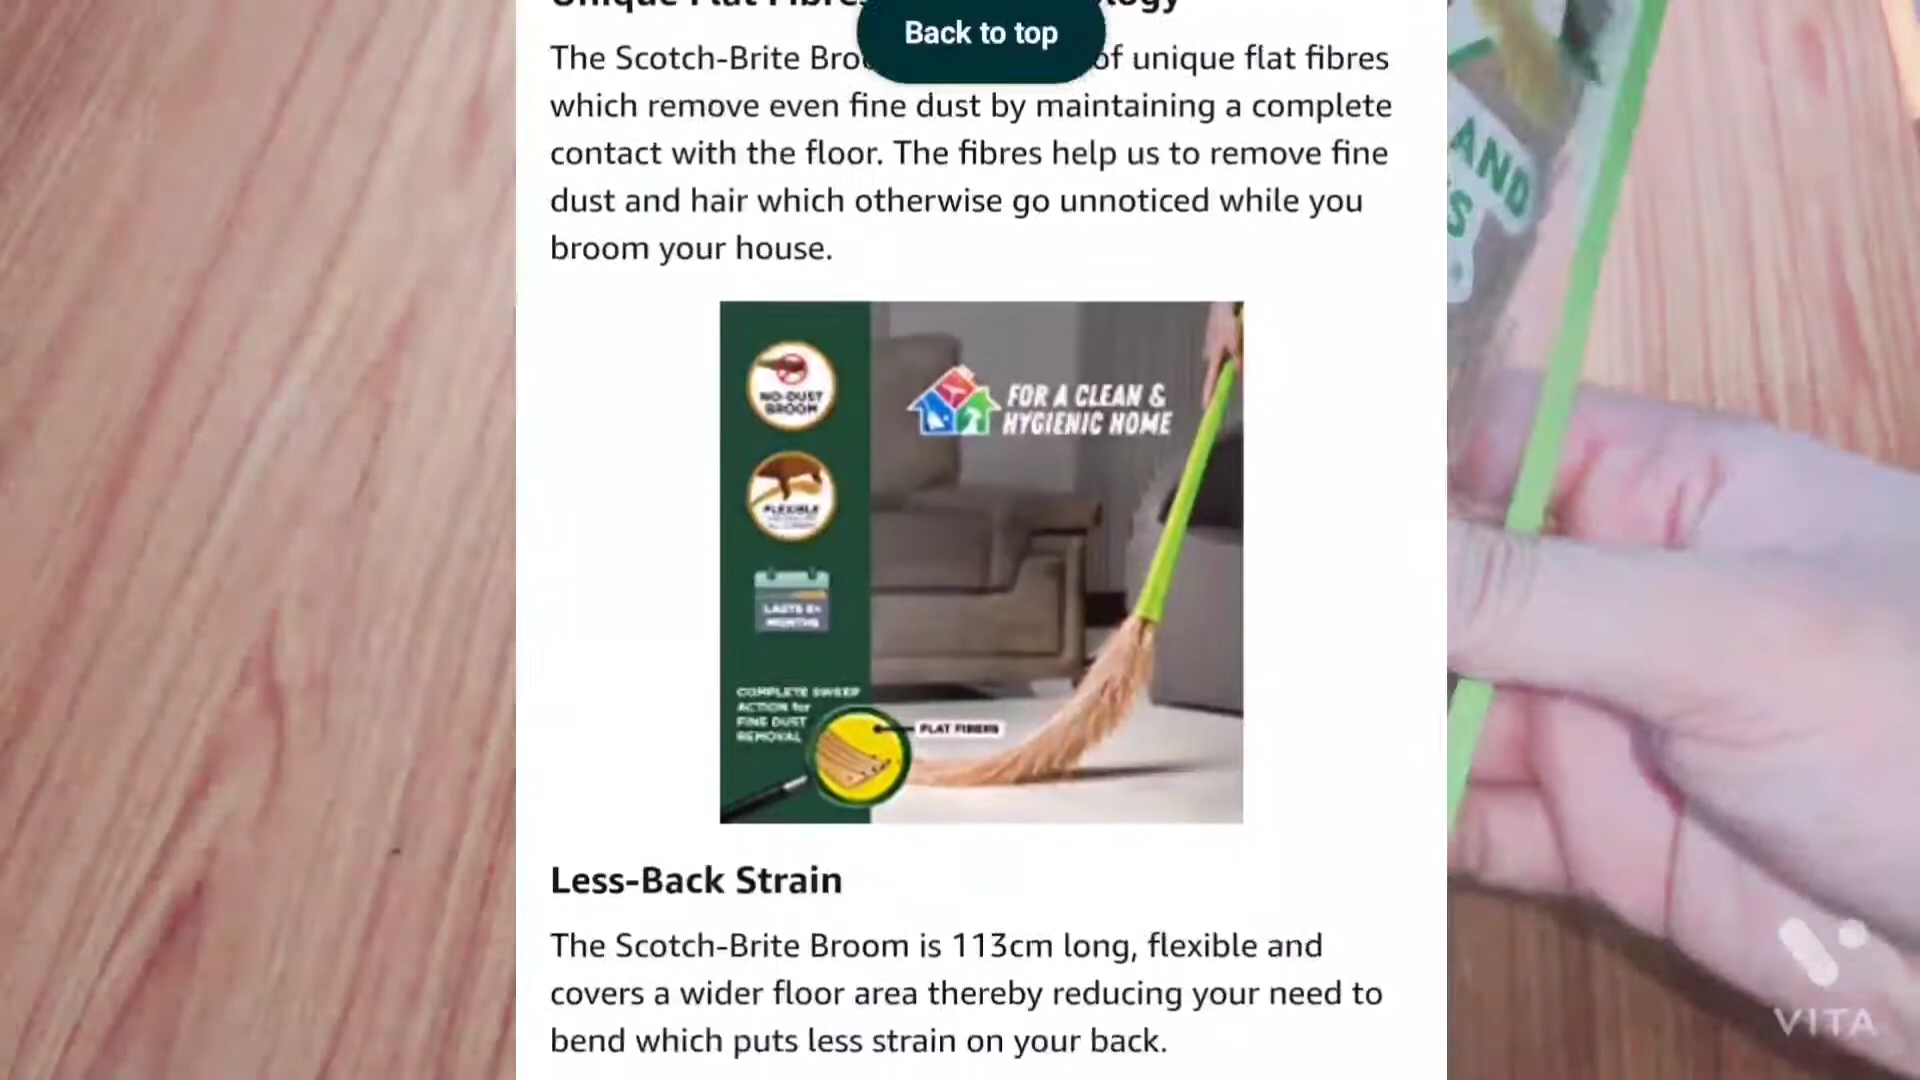 Back to top
The Scotch-Brite of unique flat fibres
which remove even fine dust by maintaining a complete
contact with the floor. The fibres help us to remove fine
dust and hair which otherwise go unnoticed while you
broom your house.
NO-DUST
BROOM
FLEXIBLE
LASTS
MONTHS
FOR A CLEAN &
HYGIENIC HOME
COMPLETE SWEEP
ACTION for
FINE DUST
REMOVAL
FLAT FIBERS
Less-Back Strain
The Scotch-Brite Broom is 113cm long, flexible and
covers a wider floor area thereby reducing your need to
bend which puts less strain on your back.
AND
VITA